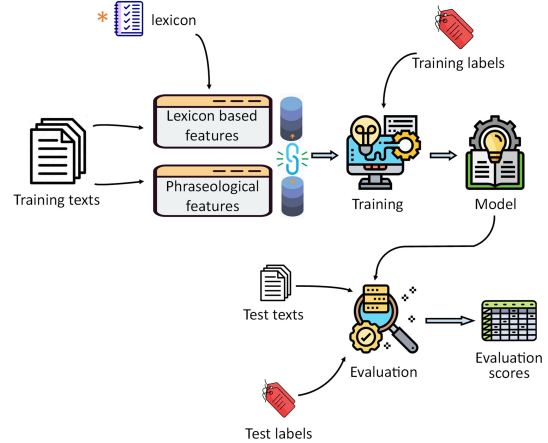 * lexicon
Training labels
Lexicon based
features
Phraseological
features
Training texts
Training
Model
Test texts
Evaluation
Evaluation
scores
Test labels